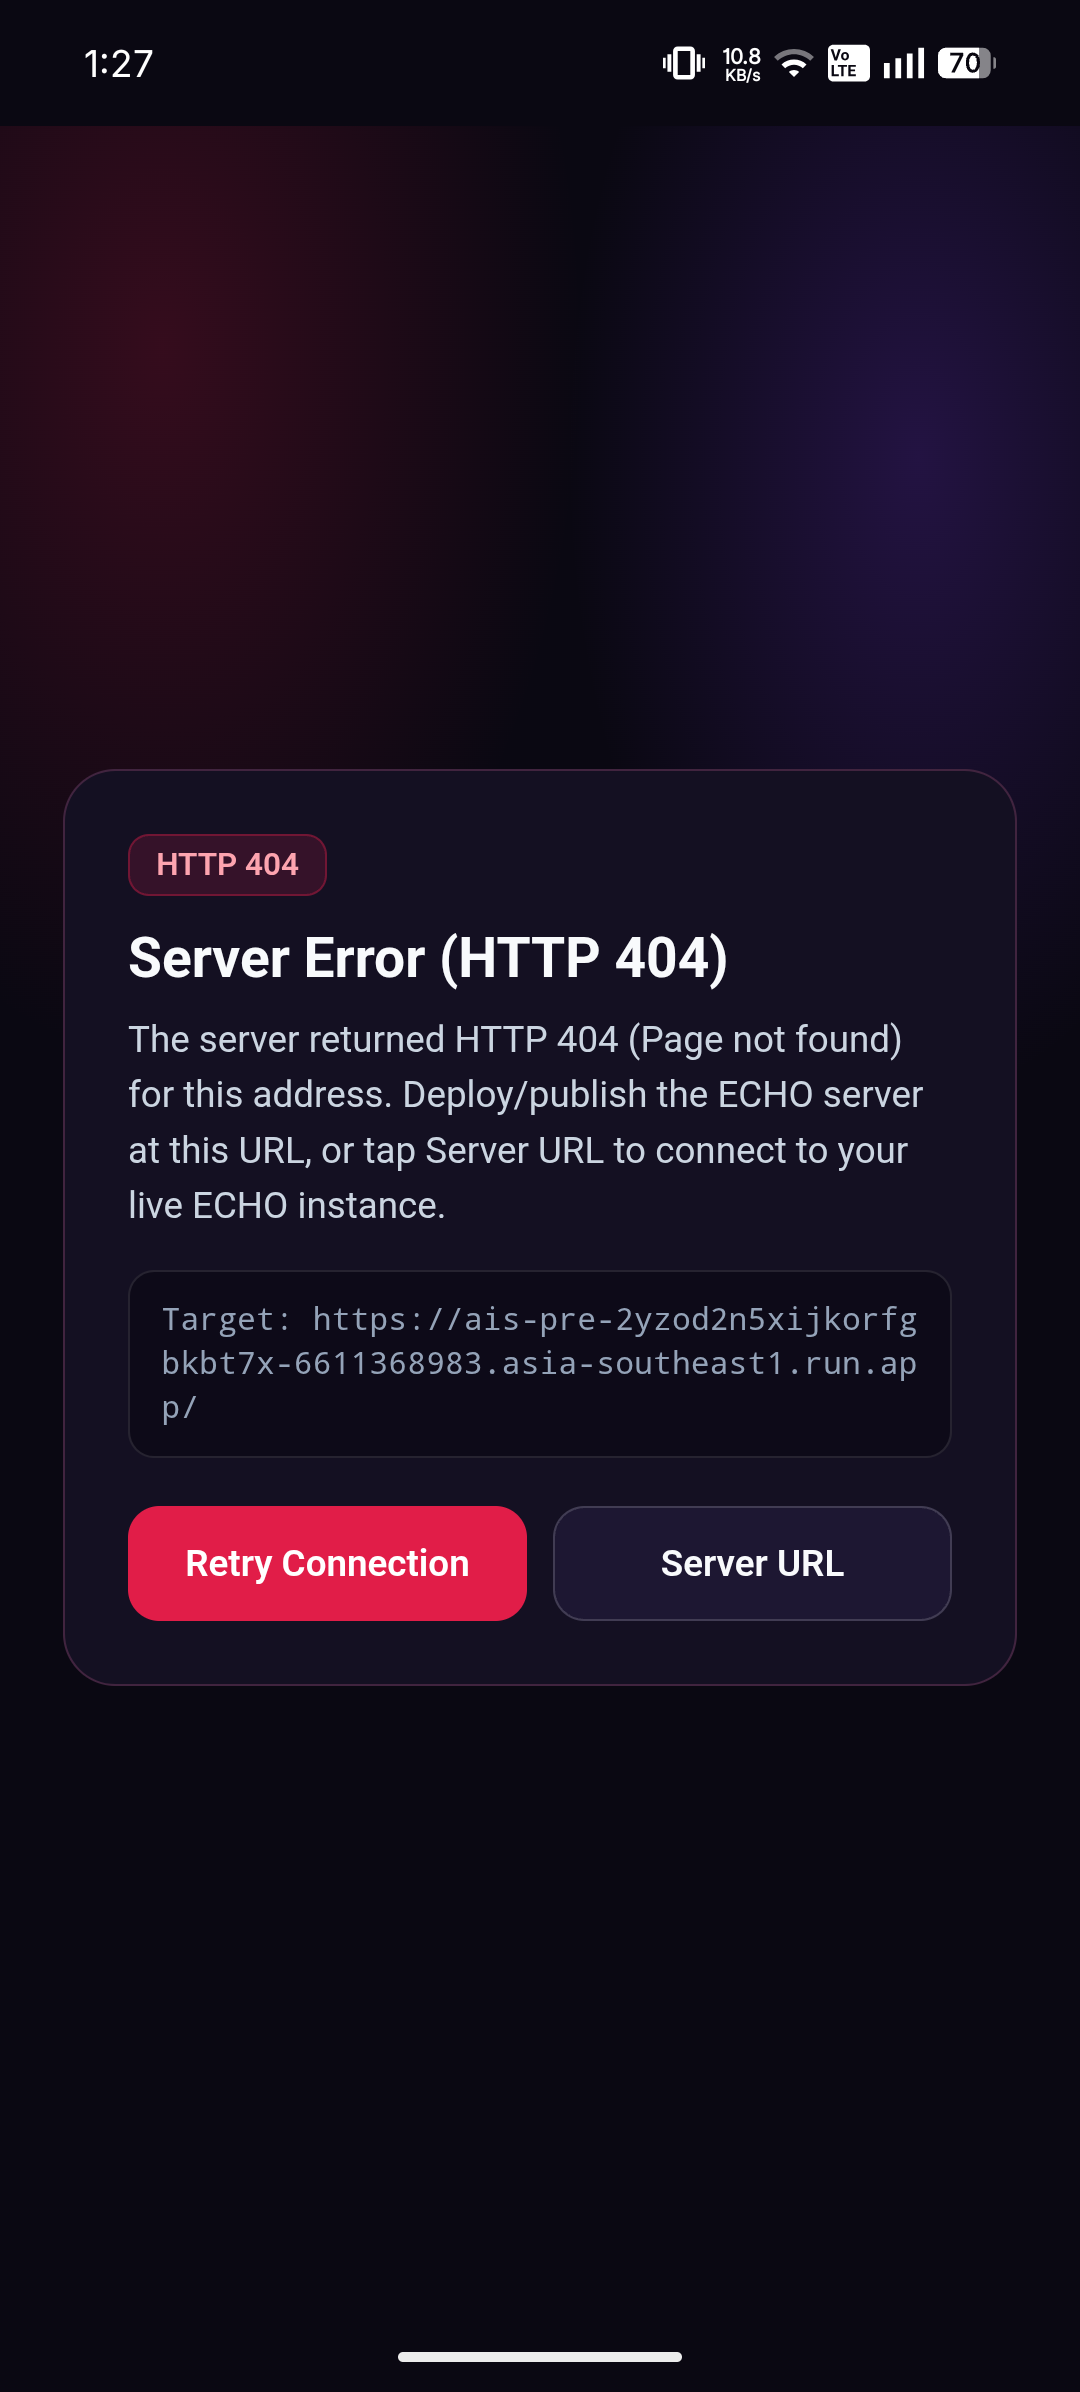 1:27
10.8
KB/s
Vo
LTE
70
HTTP 404
Server Error (HTTP 404)
The server returned HTTP 404 (Page not found)
for this address. Deploy/publish the ECHO server
at this URL, or tap Server URL to connect to your
live ECHO instance.
Target: https://ais-pre-2yzod2n5xijkorfg
bkbt7x-6611368983.asia-southeast1.run.ap
p/
Retry Connection
Server URL